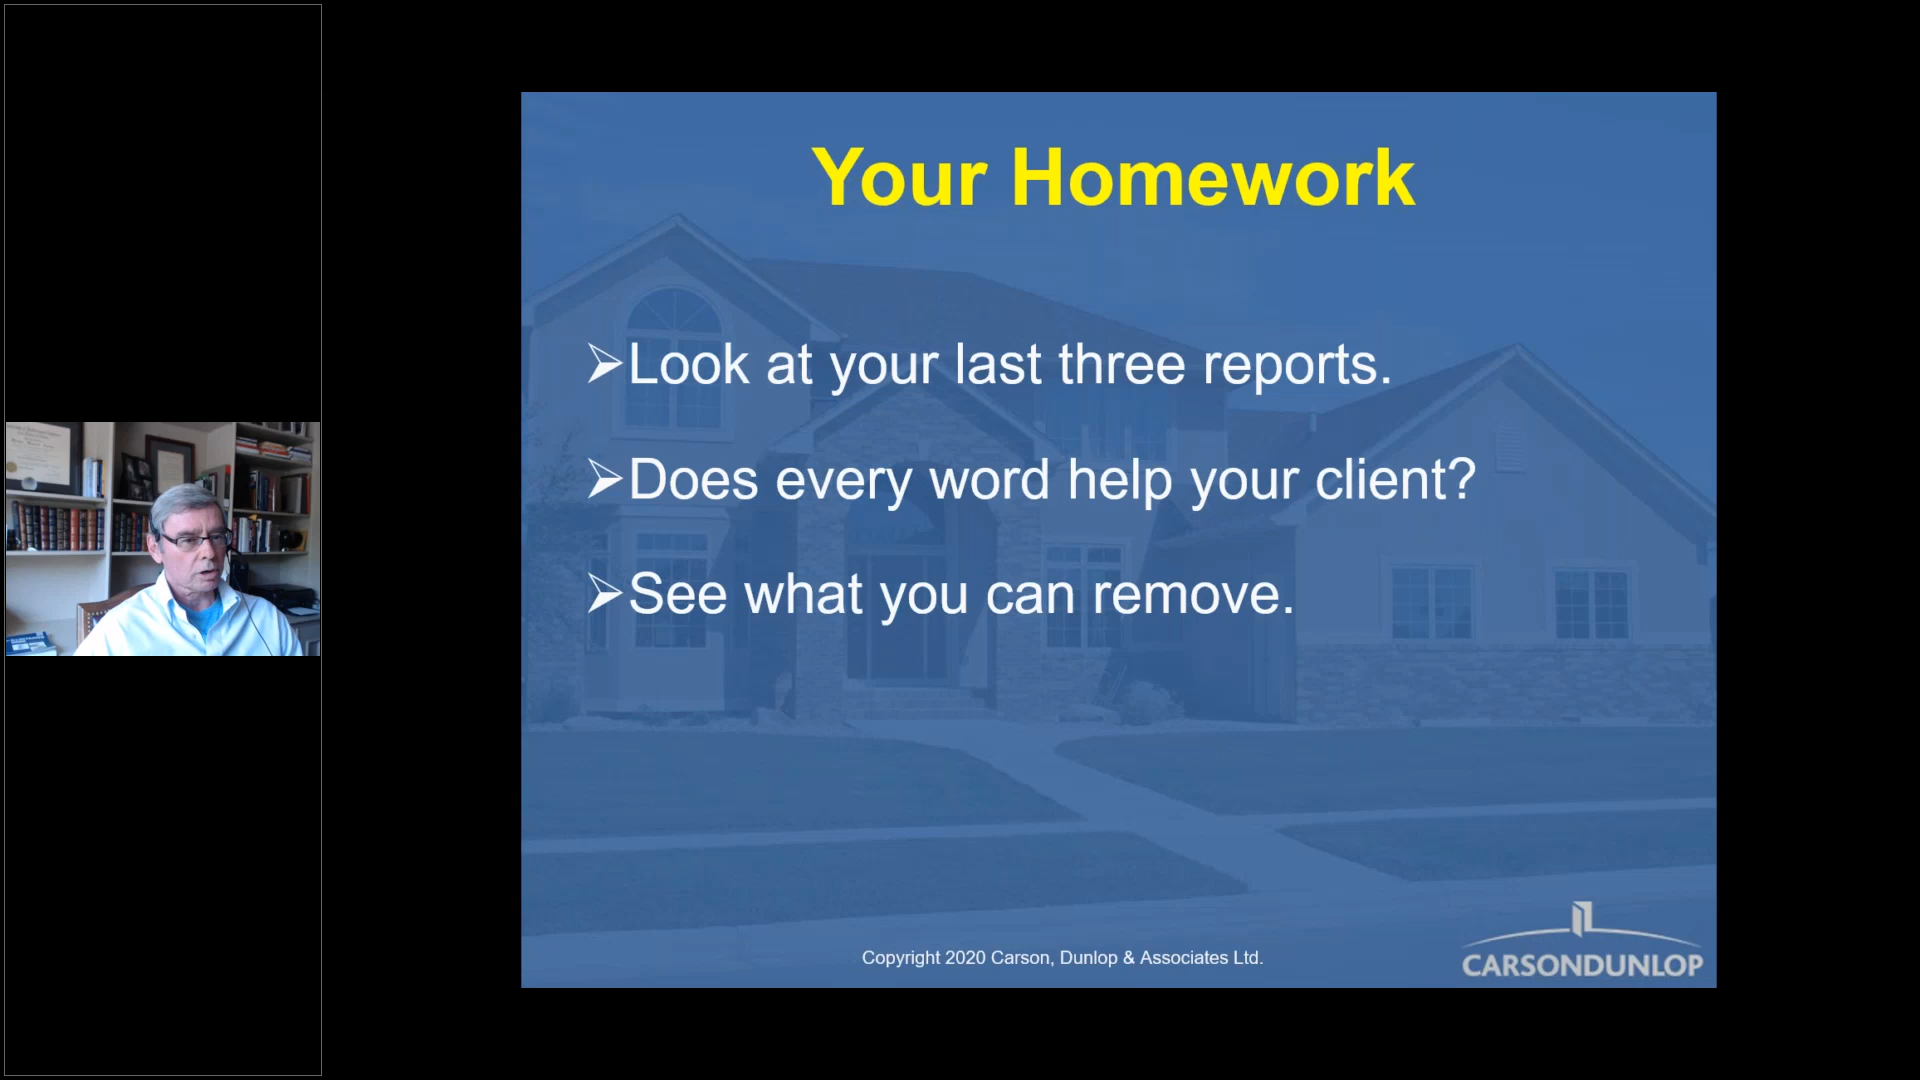 Your Homework
➢Look at your last three reports.
➢Does every word help your client?
➢See what you can remove.
Copyright 2020 Carson, Dunlop & Associates Ltd.
CARSONDUNLOP